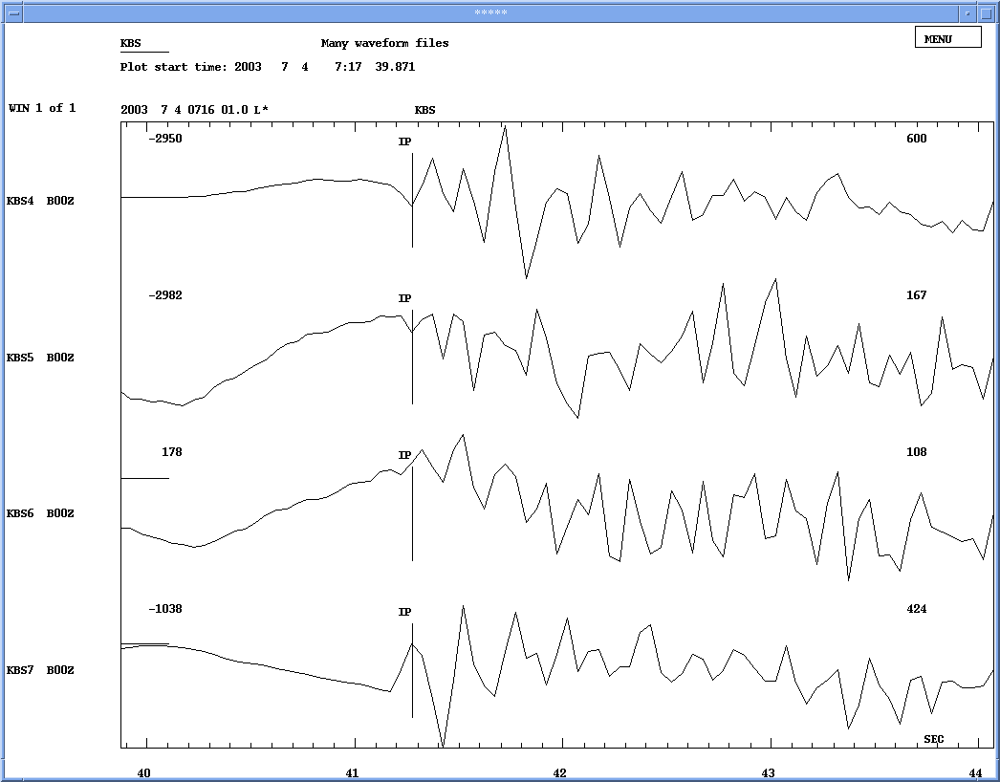 *****
KBS Many waveform files
MENU
Plot start time: 2003 7 4 7:17 39.871
WIN 1 of 1
2003 7 4 0716 01.0 L* KBS
-2950 IP 600
KBS4 B00Z
-2982 IP 167
KBS5 B00Z
178 IP 108
KBS6 B00Z
-1038 IP 424
KBS7 B00Z
SEC
40 41 42 43 44